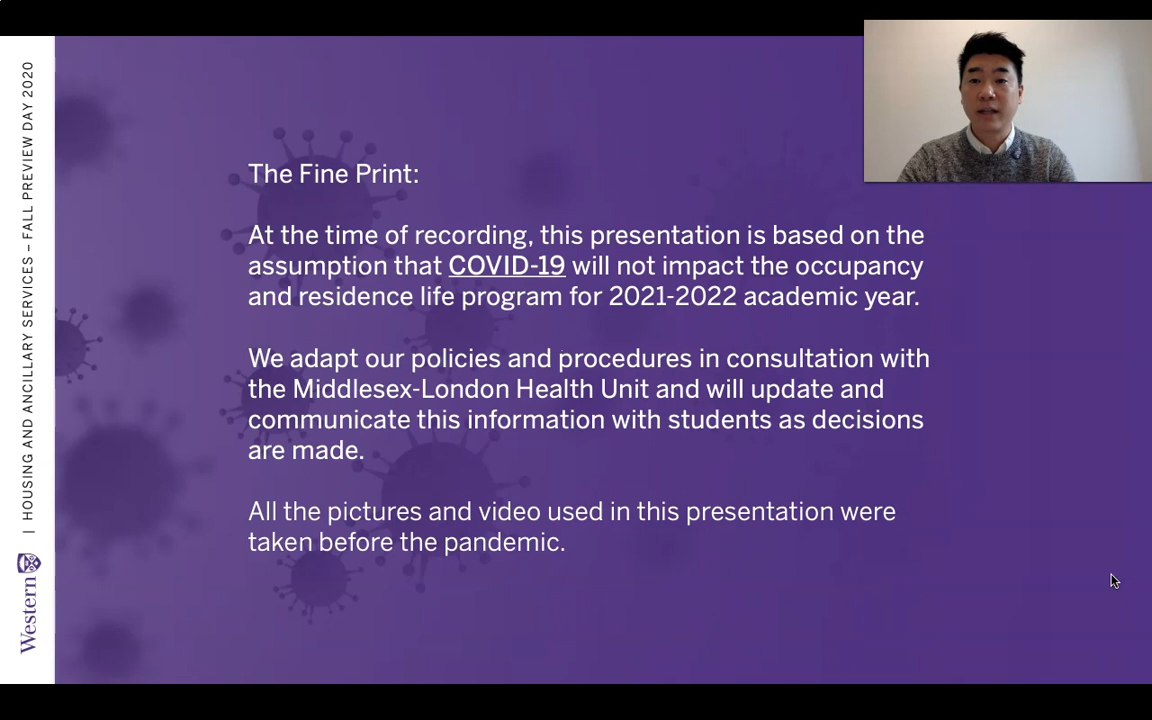 The Fine Print:
At the time of recording, this presentation is based on the
assumption that COVID-19 will not impact the occupancy
and residence life program for 2021-2022 academic year.
We adapt our policies and procedures in consultation with
the Middlesex-London Health Unit and will update and
communicate this information with students as decisions
are made.
All the pictures and video used in this presentation were
taken before the pandemic.
Western | HOUSING AND ANCILLARY SERVICES – FALL PREVIEW DAY 2020